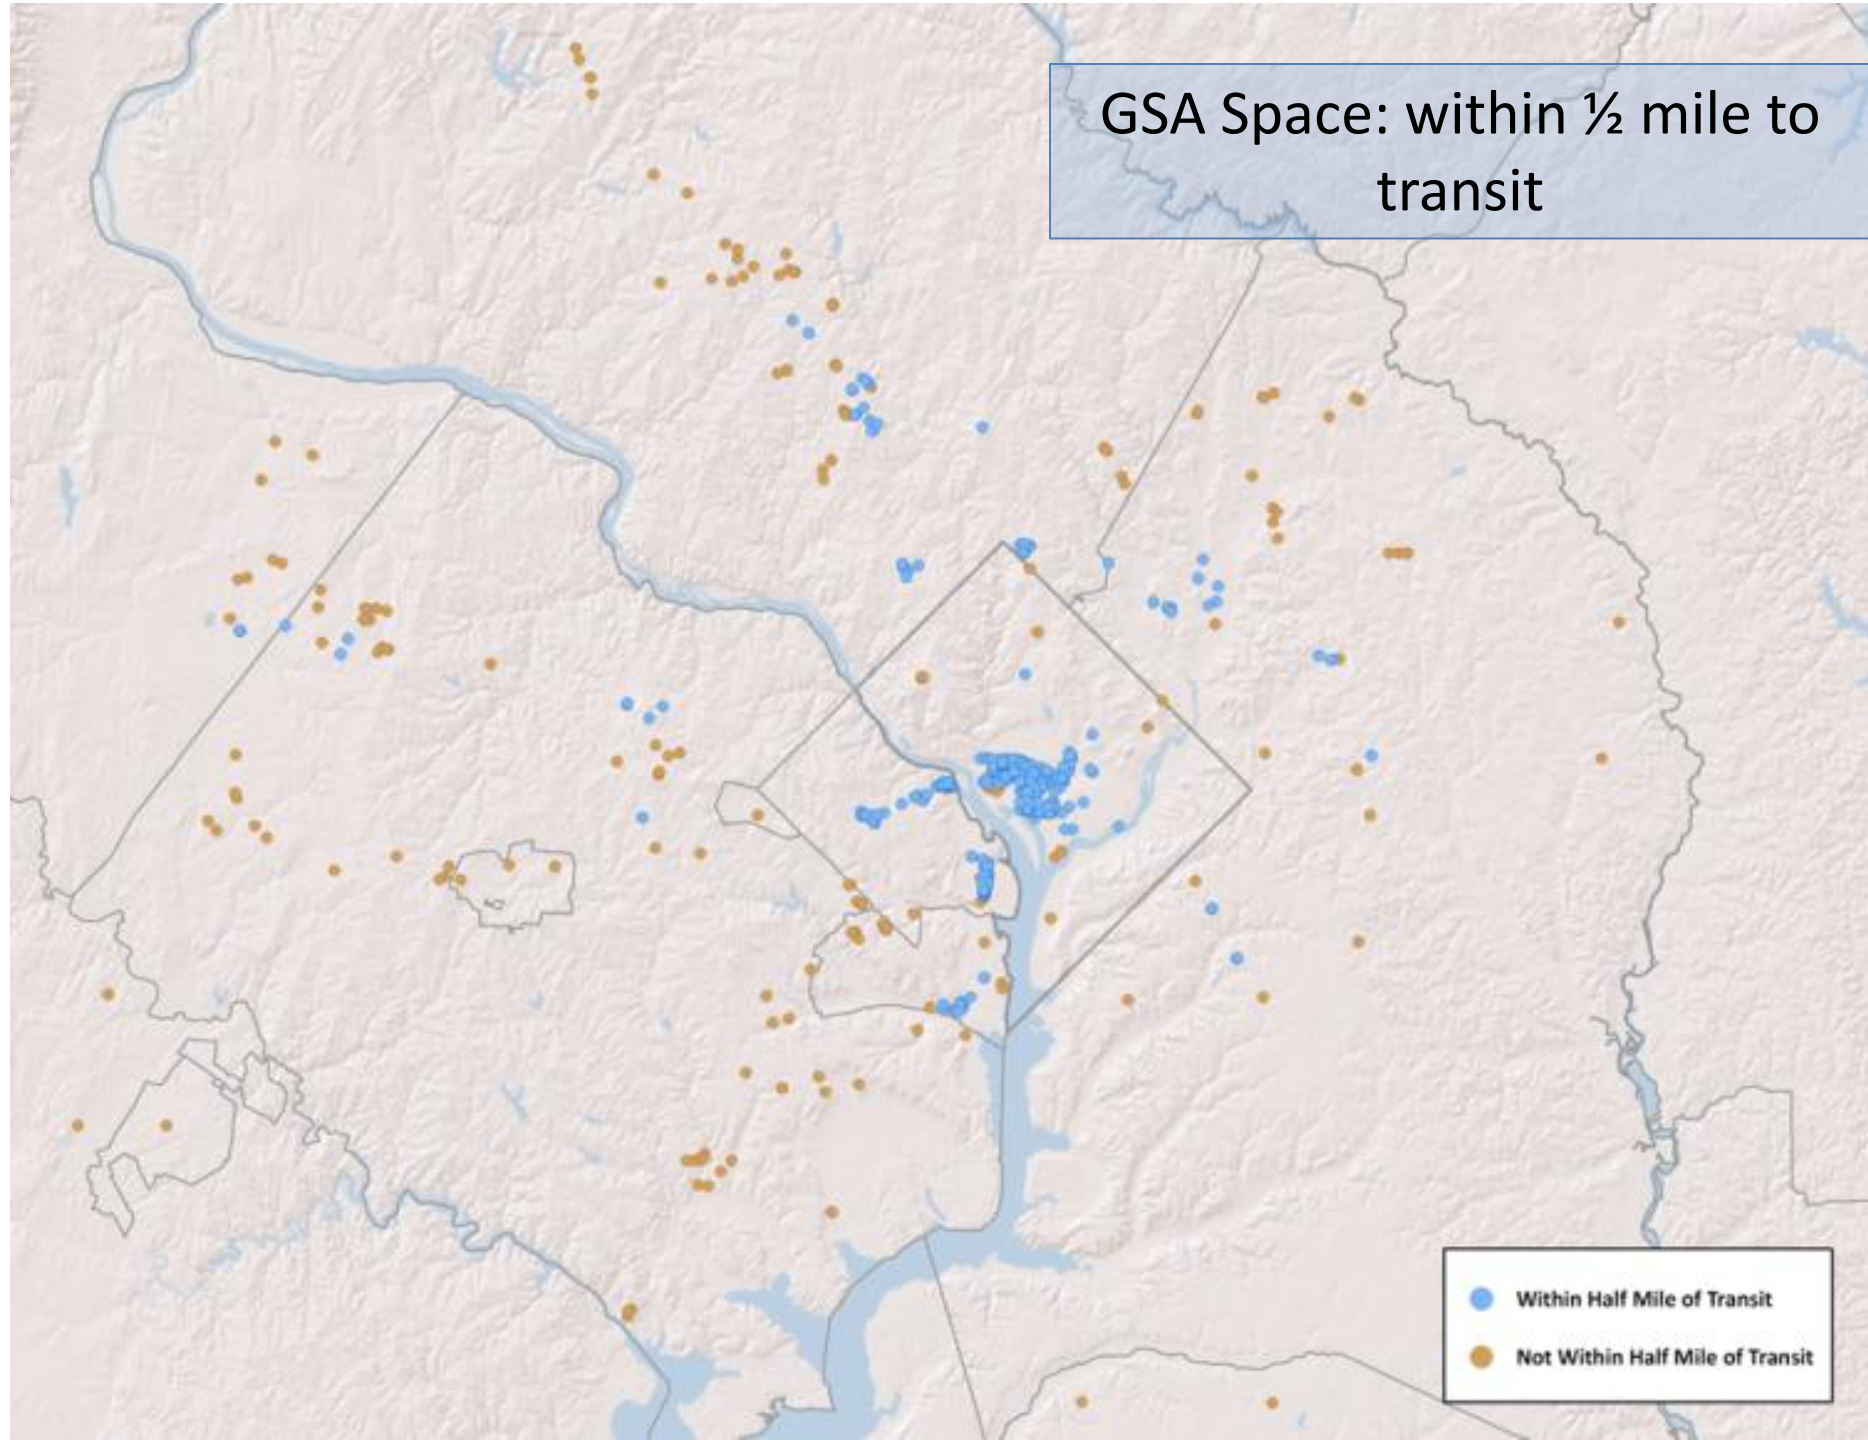 GSA Space: within ½ mile to
transit
Within Half Mile of Transit
Not Within Half Mile of Transit